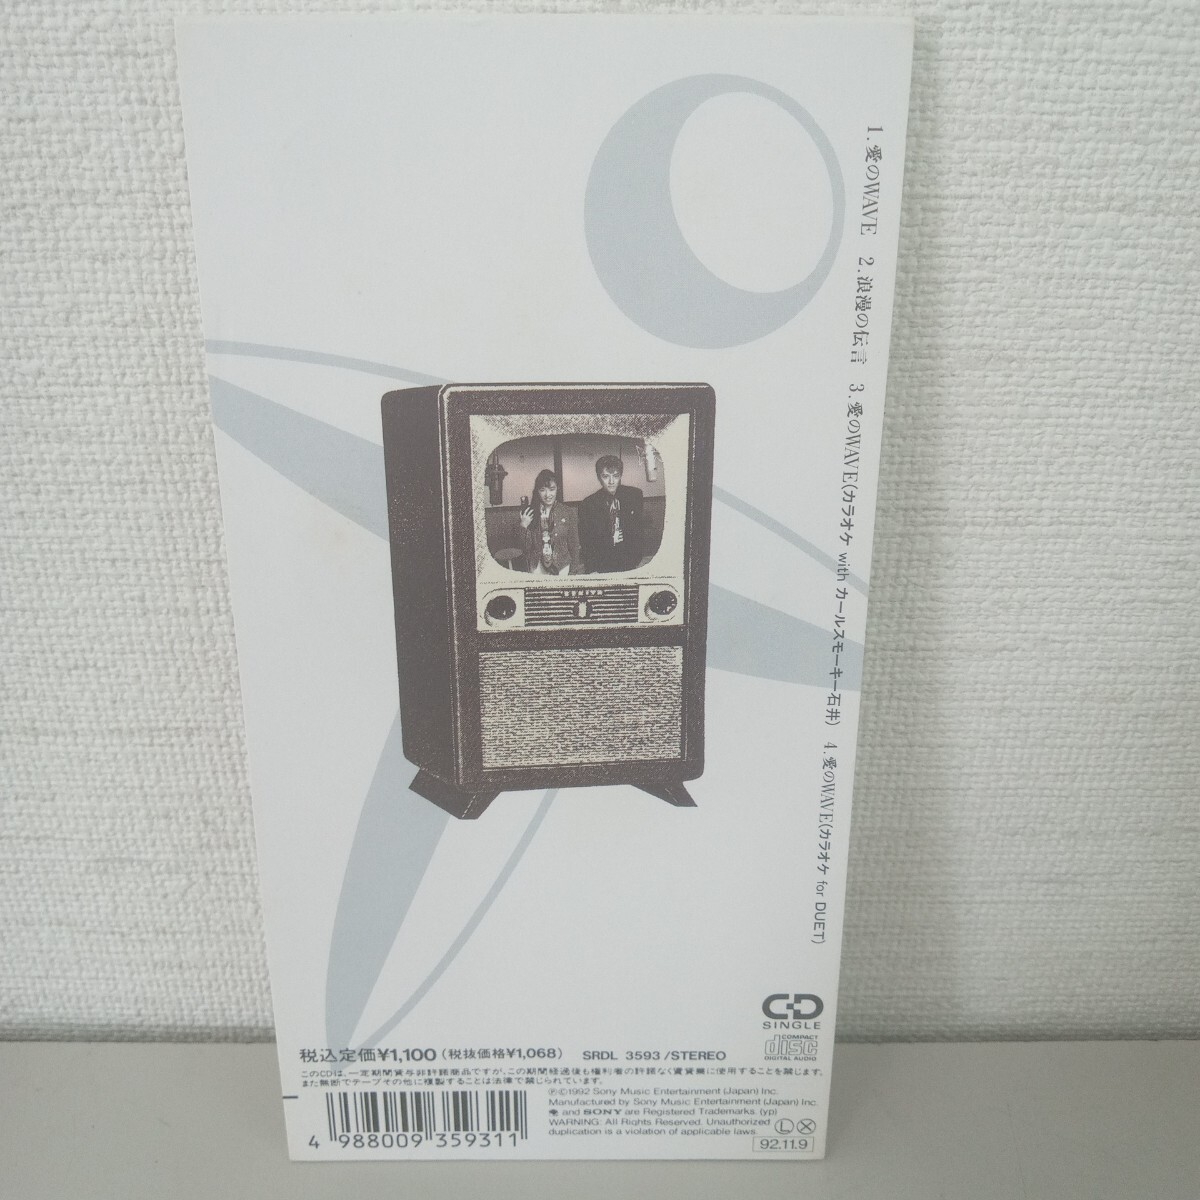 1. 愛のWAVE　2. 浪漫の伝言　3. 愛のWAVE(カラオケ with カールスモーキー石井)　4. 愛のWAVE(カラオケ for DUET)
CD
SINGLE
COMPACT
disc
DIGITAL AUDIO
税込定価¥1,100 (税抜価格¥1,068) SRDL 3593/STEREO
このCDは、一定期間貸与非許諾商品ですが、この期間経過後も権利者の許諾なく賃貸業に使用することを禁じます。
また無断でテープその他に複製することは法律で禁じられています。
4 988009 359311
℗©1992 Sony Music Entertainment (Japan) Inc.
Manufactured by Sony Music Entertainment (Japan) Inc.
and SONY are Registered Trademarks. (yp)
WARNING: All Rights Reserved. Unauthorized
duplication is a violation of applicable laws.
Ⓛ Ⓧ
92.11.9